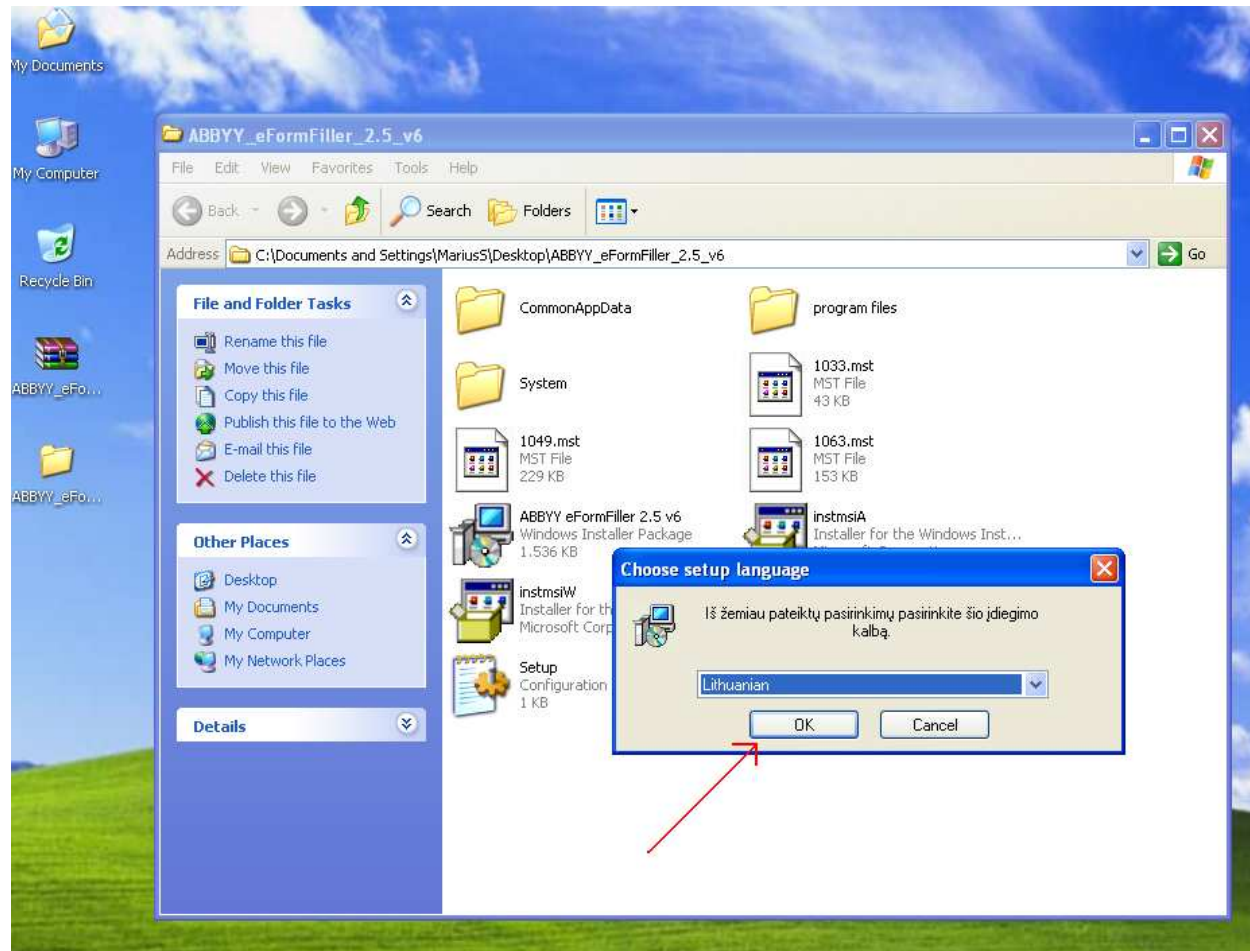 My Documents
My Computer
Recycle Bin
ABBYY_eFo...
ABBYY_eFo...
ABBYY_eFormFiller_2.5_v6
File Edit View Favorites Tools Help
Back Search Folders
Address C:\Documents and Settings\MariusS\Desktop\ABBYY_eFormFiller_2.5_v6 Go
File and Folder Tasks
Rename this file
Move this file
Copy this file
Publish this file to the Web
E-mail this file
Delete this file
Other Places
Desktop
My Documents
My Computer
My Network Places
Details
CommonAppData
program files
System
1033.mst
MST File
43 KB
1049.mst
MST File
229 KB
1063.mst
MST File
153 KB
ABBYY eFormFiller 2.5 v6
Windows Installer Package
1.536 KB
instmsiA
Installer for the Windows Inst...
instmsiW
Installer for th
Microsoft Corp
Setup
Configuration
1 KB
Choose setup language
Iš žemiau pateiktų pasirinkimų pasirinkite šio įdiegimo
kalbą.
Lithuanian
OK Cancel